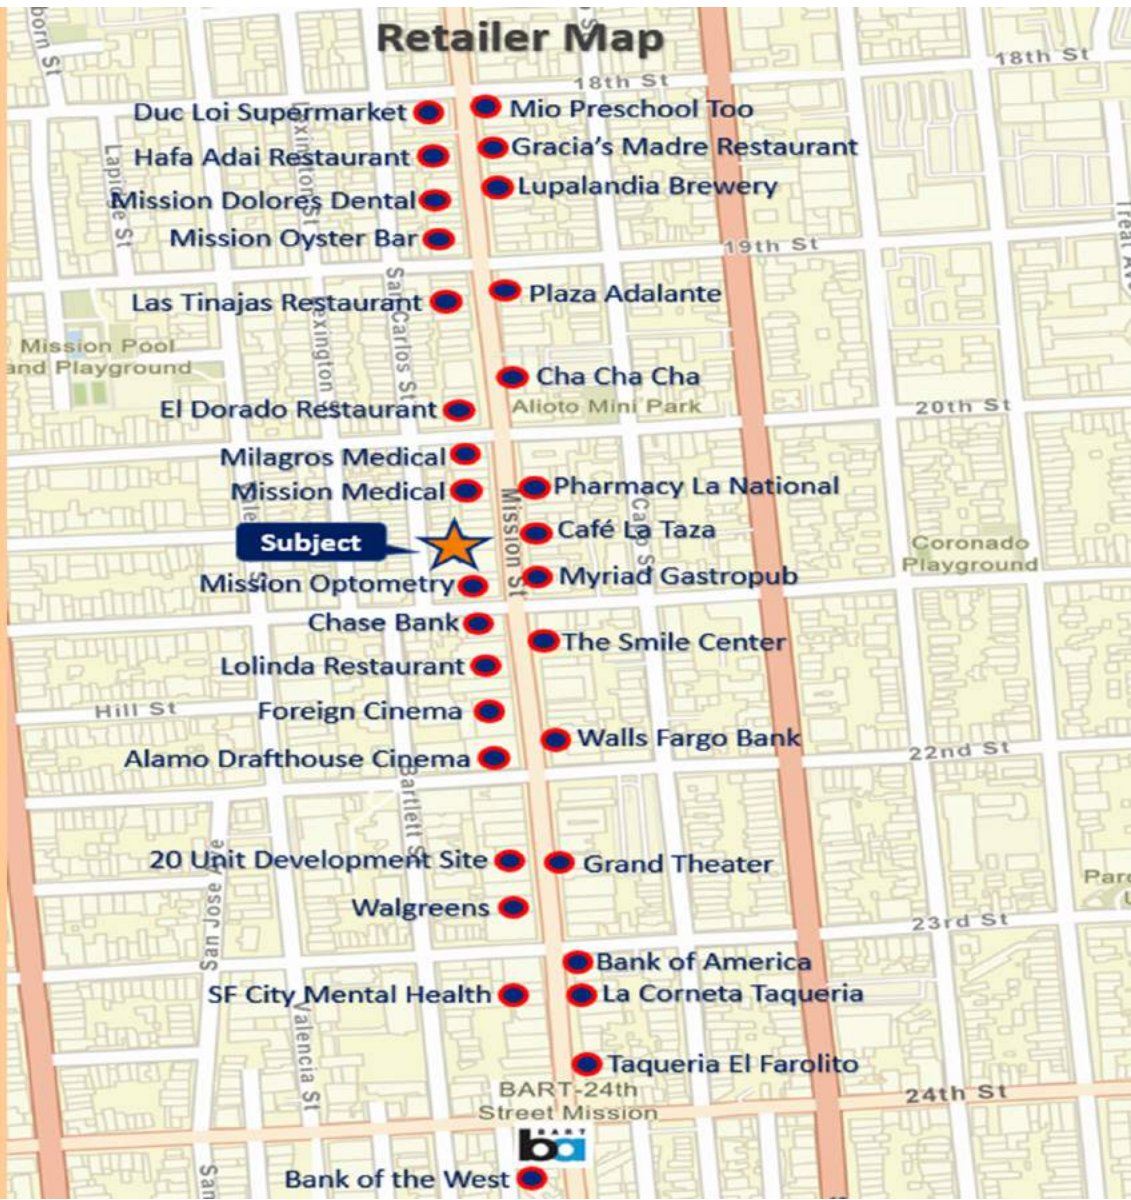 Retailer Map
18th St
18th St
Duc Loi Supermarket
Mio Preschool Too
Gracia's Madre Restaurant
Hafa Adai Restaurant
Lapidge St
Lupalandia Brewery
Mission Dolores Dental
Mission Oyster Bar
19th St
Treat Av
Plaza Adalante
Las Tinajas Restaurant
San Carlos St
Mission Pool
and Playground
Cha Cha Cha
El Dorado Restaurant
Alioto Mini Park
20th St
Milagros Medical
Mission Medical
Pharmacy La National
Mission St
Café La Taza
Subject
Coronado
Playground
Mission Optometry
Myriad Gastropub
Chase Bank
The Smile Center
Lolinda Restaurant
Hill St
Foreign Cinema
Walls Fargo Bank
22nd St
Alamo Drafthouse Cinema
Bartlett S
20 Unit Development Site
Grand Theater
San Jose Ave
Walgreens
23rd St
Bank of America
SF City Mental Health
La Corneta Taqueria
Valencia St
Taqueria El Farolito
BART-24th
Street Mission
24th St
BART
ba
San
Bank of the West